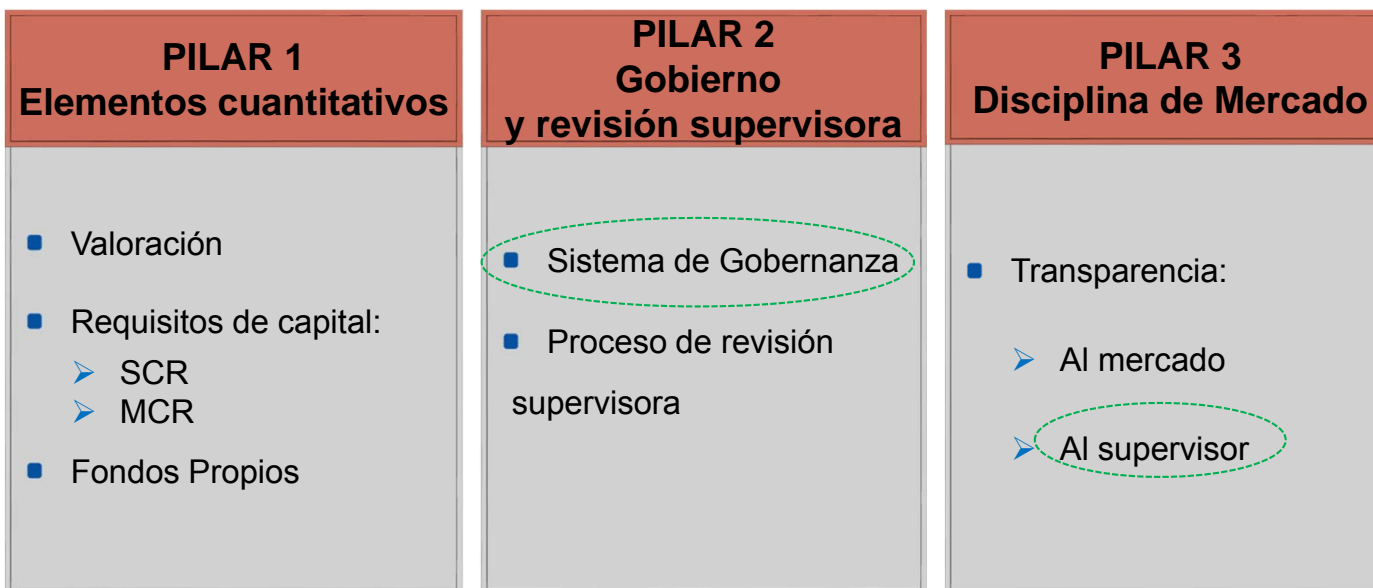 PILAR 1
Elementos cuantitativos
Valoración
Requisitos de capital:
SCR
MCR
Fondos Propios
PILAR 2
Gobierno
y revisión supervisora
Sistema de Gobernanza
Proceso de revisión
supervisora
PILAR 3
Disciplina de Mercado
Transparencia:
Al mercado
Al supervisor